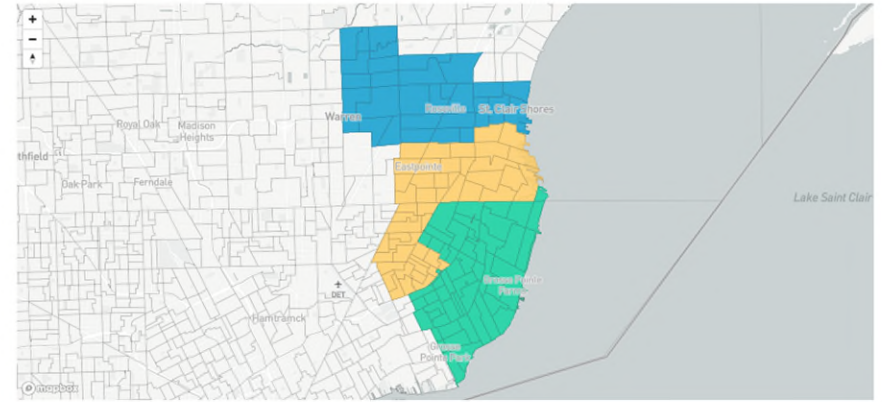 +
−
Royal Oak
Madison
Heights
Warren
Roseville
St. Clair Shores
thfield
Oak Park
Ferndale
Eastpointe
Lake Saint Clair
DET
Grosse Pointe
Farms
Hamtramck
Grosse
Pointe Park
mapbox